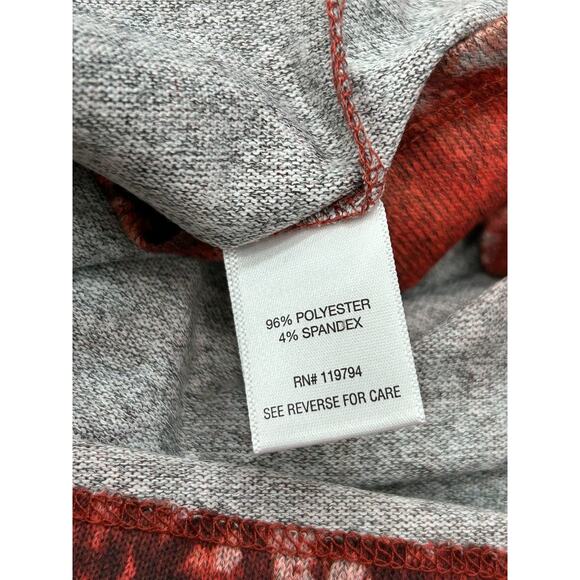 96% POLYESTER
4% SPANDEX
RN# 119794
SEE REVERSE FOR CARE